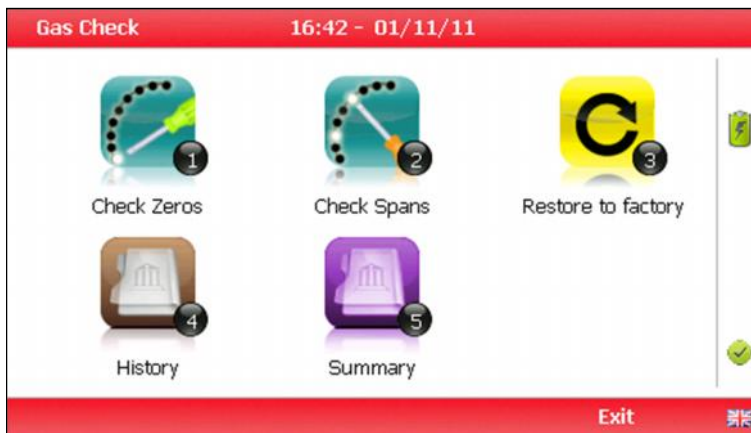 Gas Check 16:42 - 01/11/11
1 2 3
Check Zeros Check Spans Restore to factory
4 5
History Summary
Exit